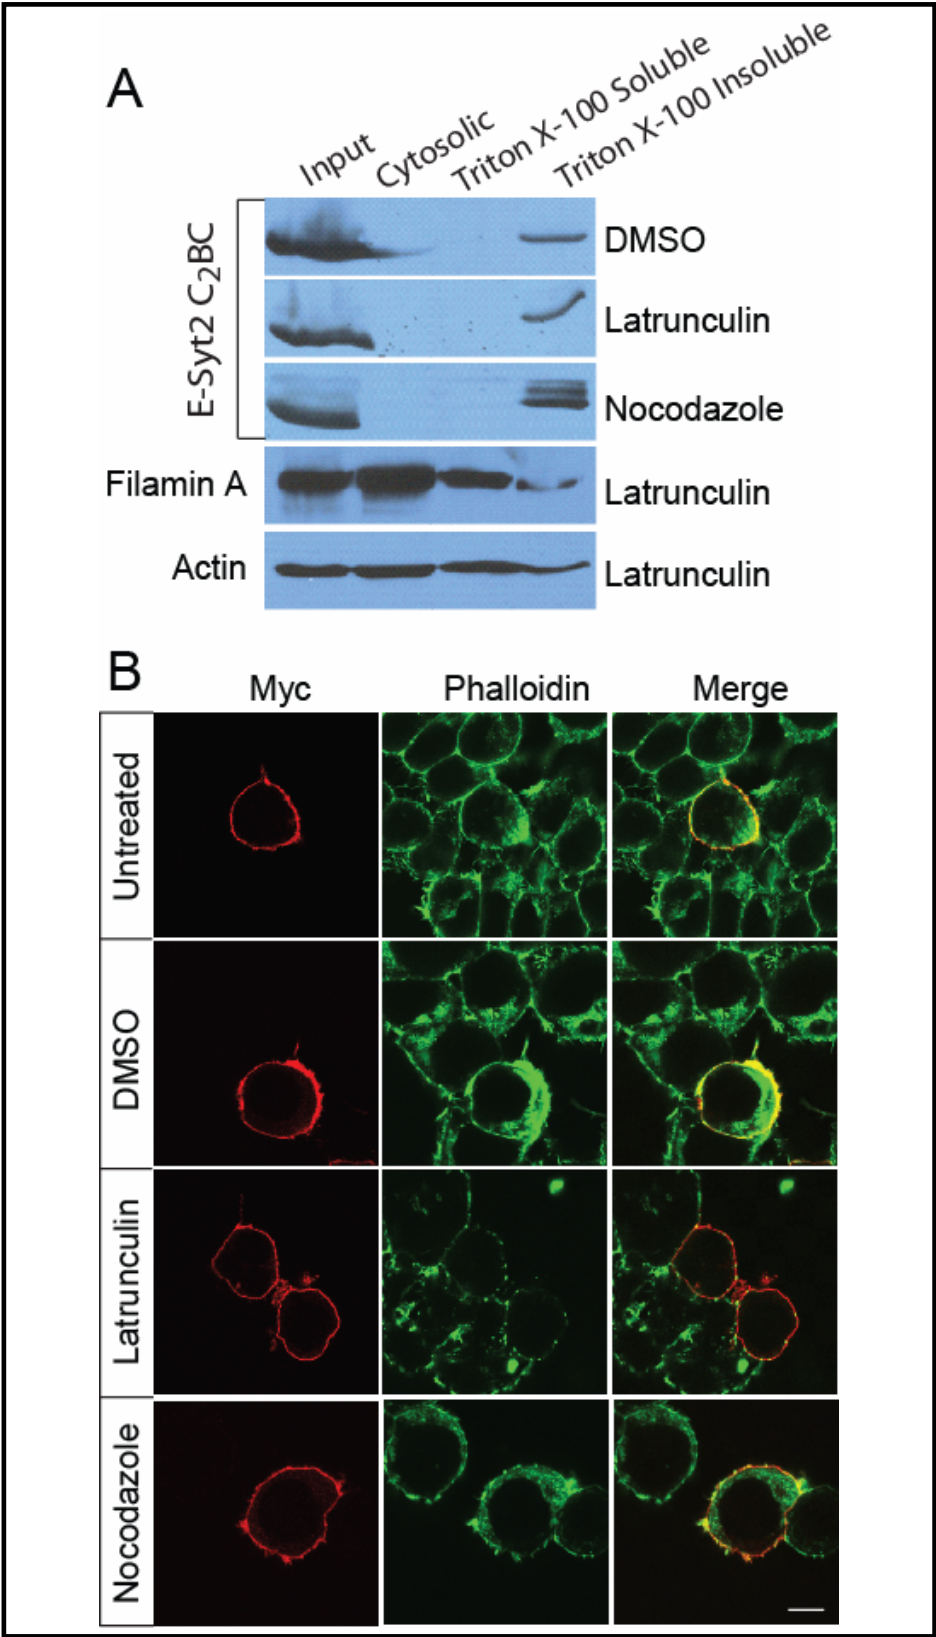 A
Input
Cytosolic
Triton X-100 Soluble
Triton X-100 Insoluble
E-Syt2 C₂BC
DMSO
Latrunculin
Nocodazole
Filamin A
Latrunculin
Actin
Latrunculin
B
Myc
Phalloidin
Merge
Untreated
DMSO
Latrunculin
Nocodazole